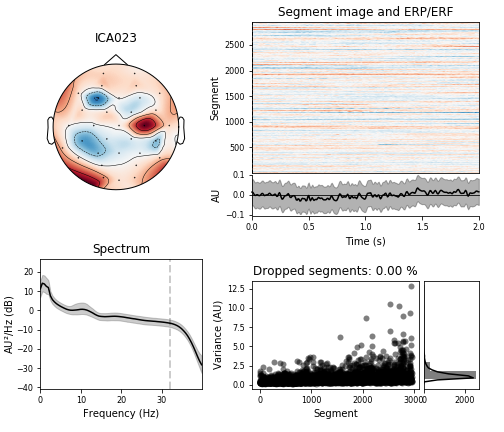 ICA023
Segment image and ERP/ERF
Segment
2500
2000
1500
1000
500
AU
0.1
0.0
−0.1
0.0 0.5 1.0 1.5 2.0
Time (s)
Spectrum
AU²/Hz (dB)
20
10
0
−10
−20
−30
−40
0 10 20 30
Frequency (Hz)
Dropped segments: 0.00 %
Variance (AU)
12.5
10.0
7.5
5.0
2.5
0.0
0 1000 2000 3000 0 2000
Segment